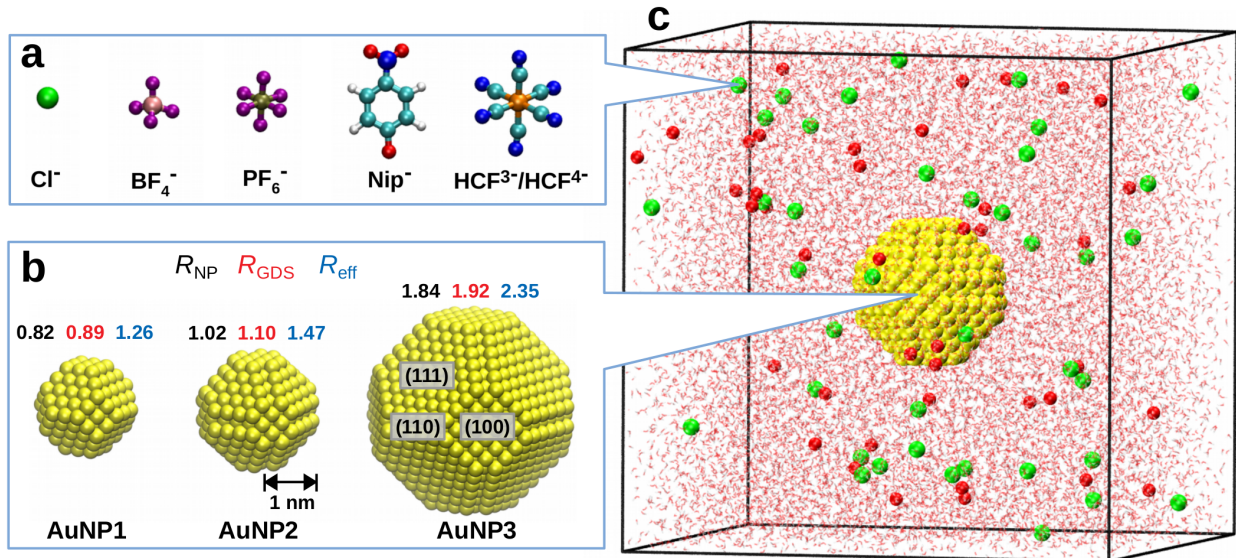 a
Cl⁻
BF₄⁻
PF₆⁻
Nip⁻
HCF³⁻/HCF⁴⁻
b
R_NP R_GDS R_eff
0.82 0.89 1.26
1.02 1.10 1.47
1.84 1.92 2.35
(111)
(110)
(100)
1 nm
AuNP1
AuNP2
AuNP3
c